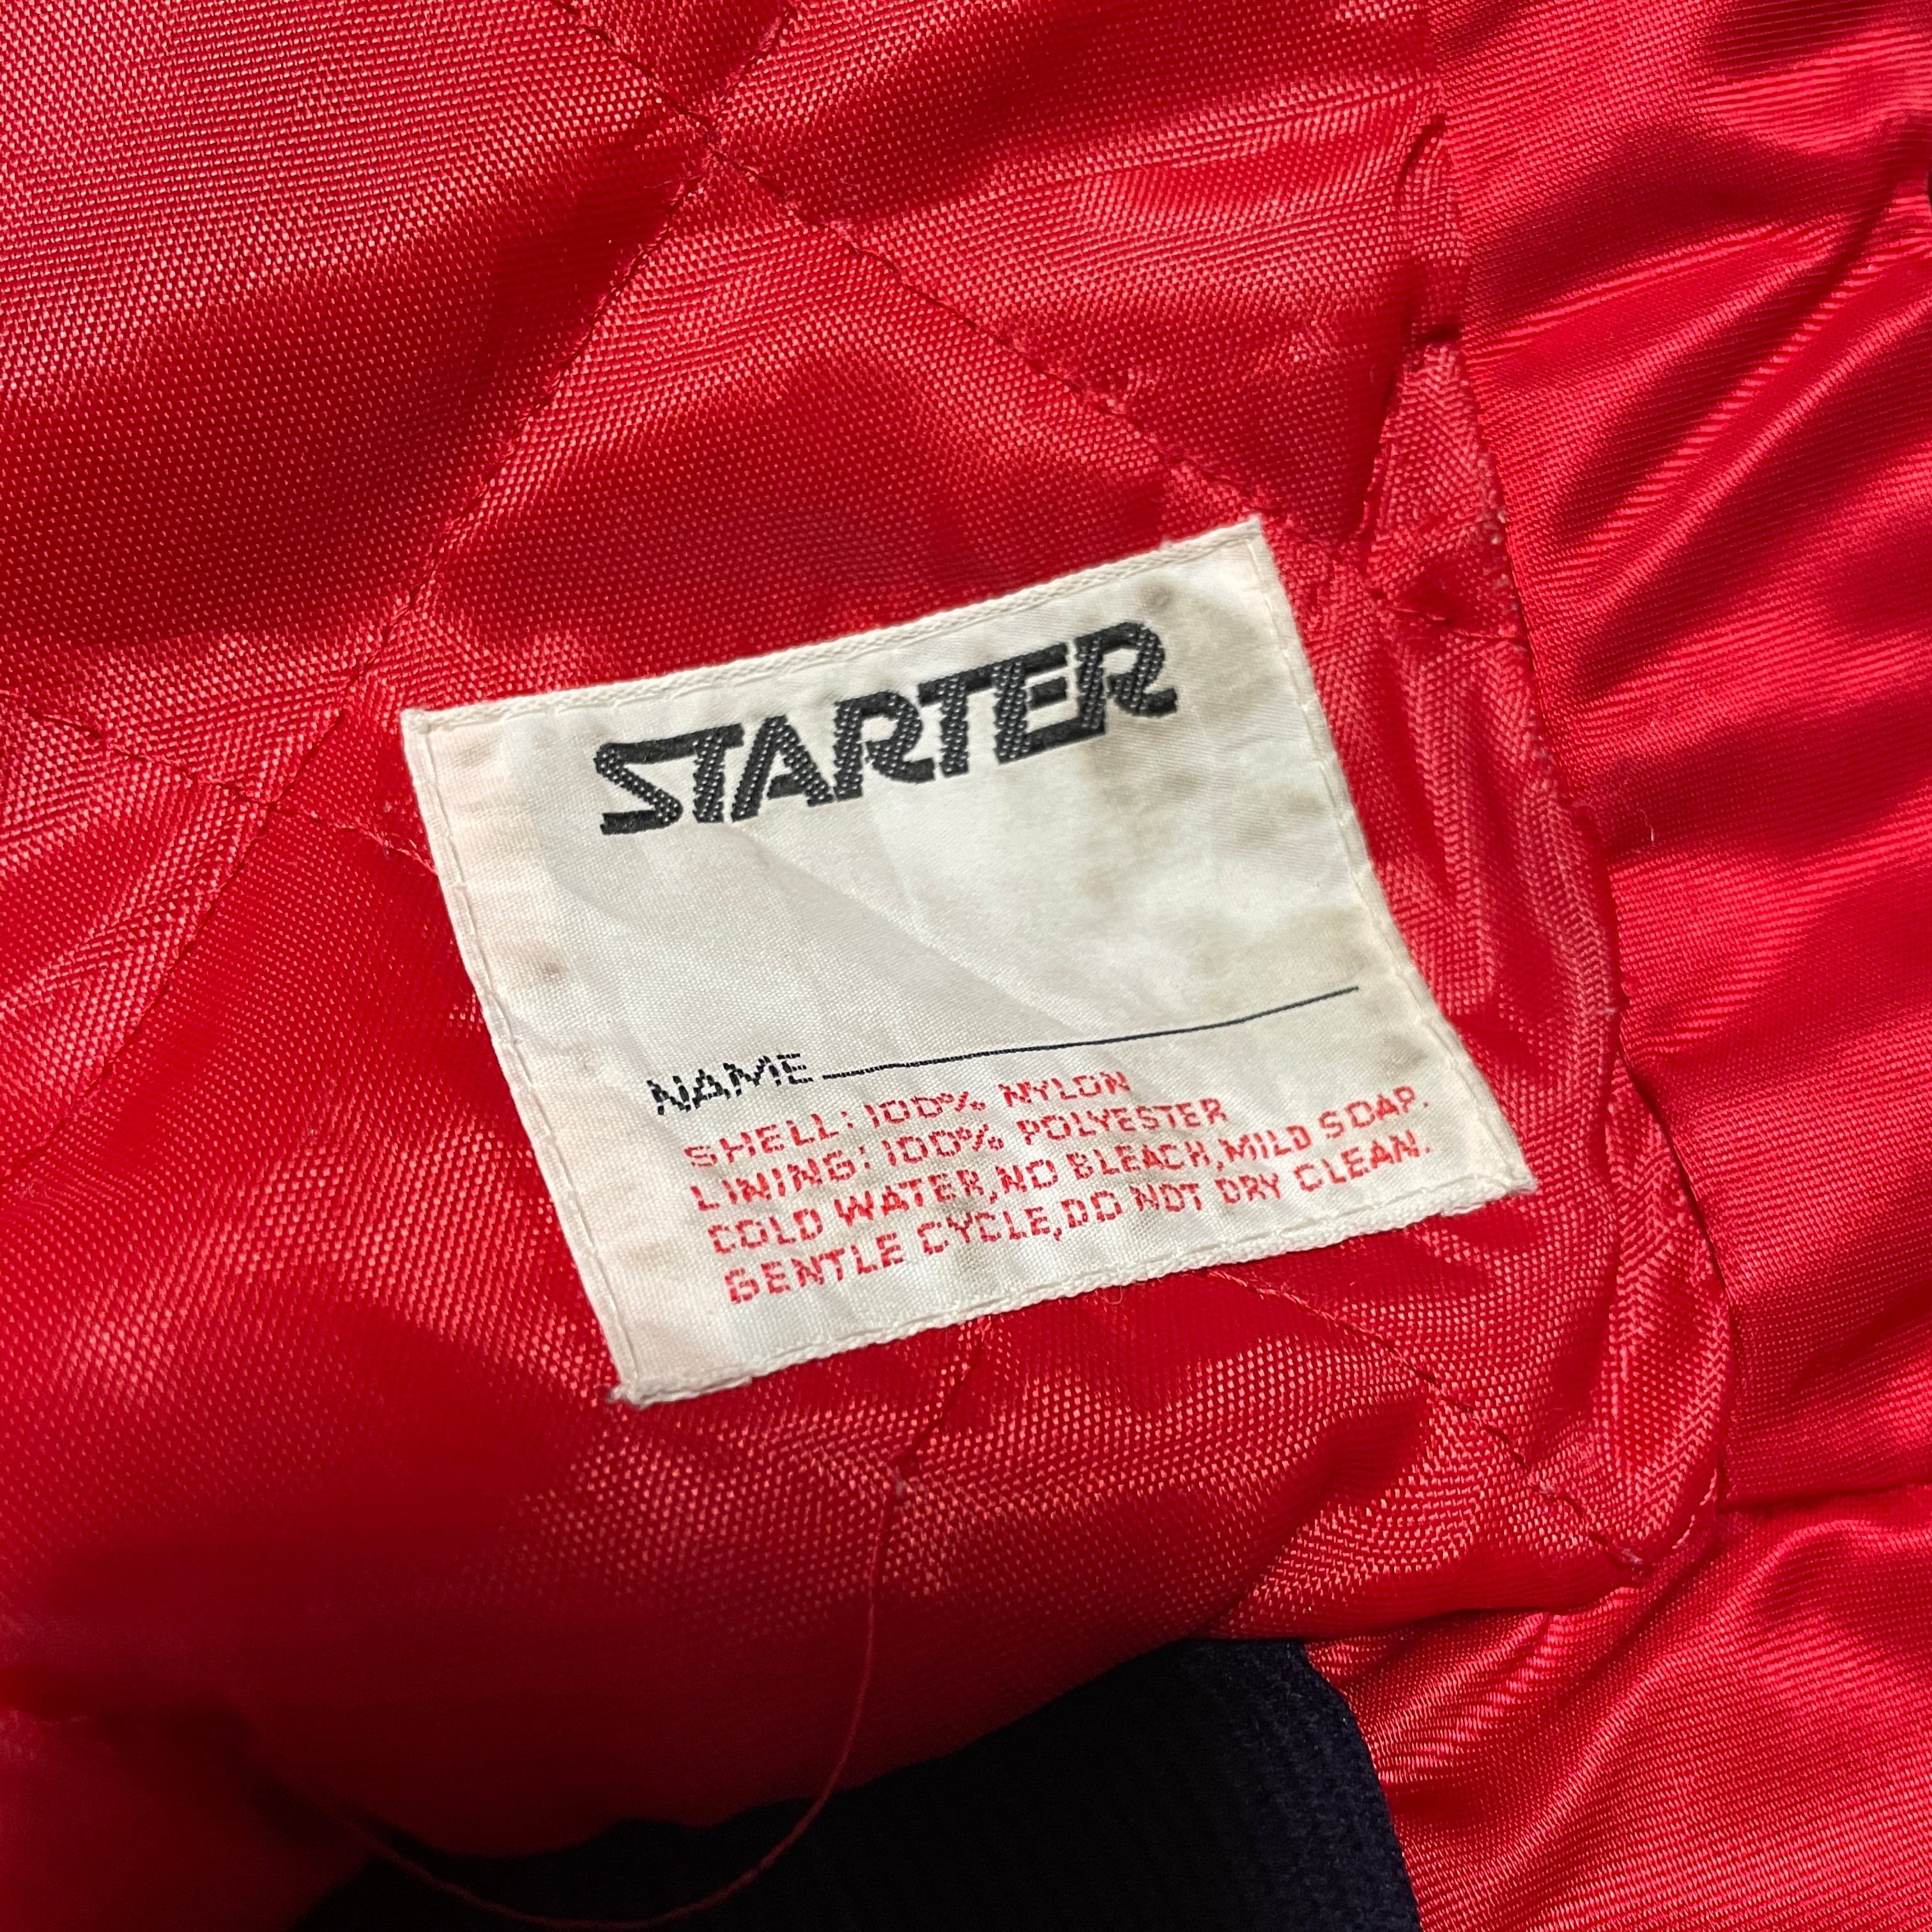 STARTER
NAME
SHELL: 100% NYLON
LINING: 100% POLYESTER
COLD WATER, NO BLEACH, MILD SOAP.
GENTLE CYCLE, DO NOT DRY CLEAN.